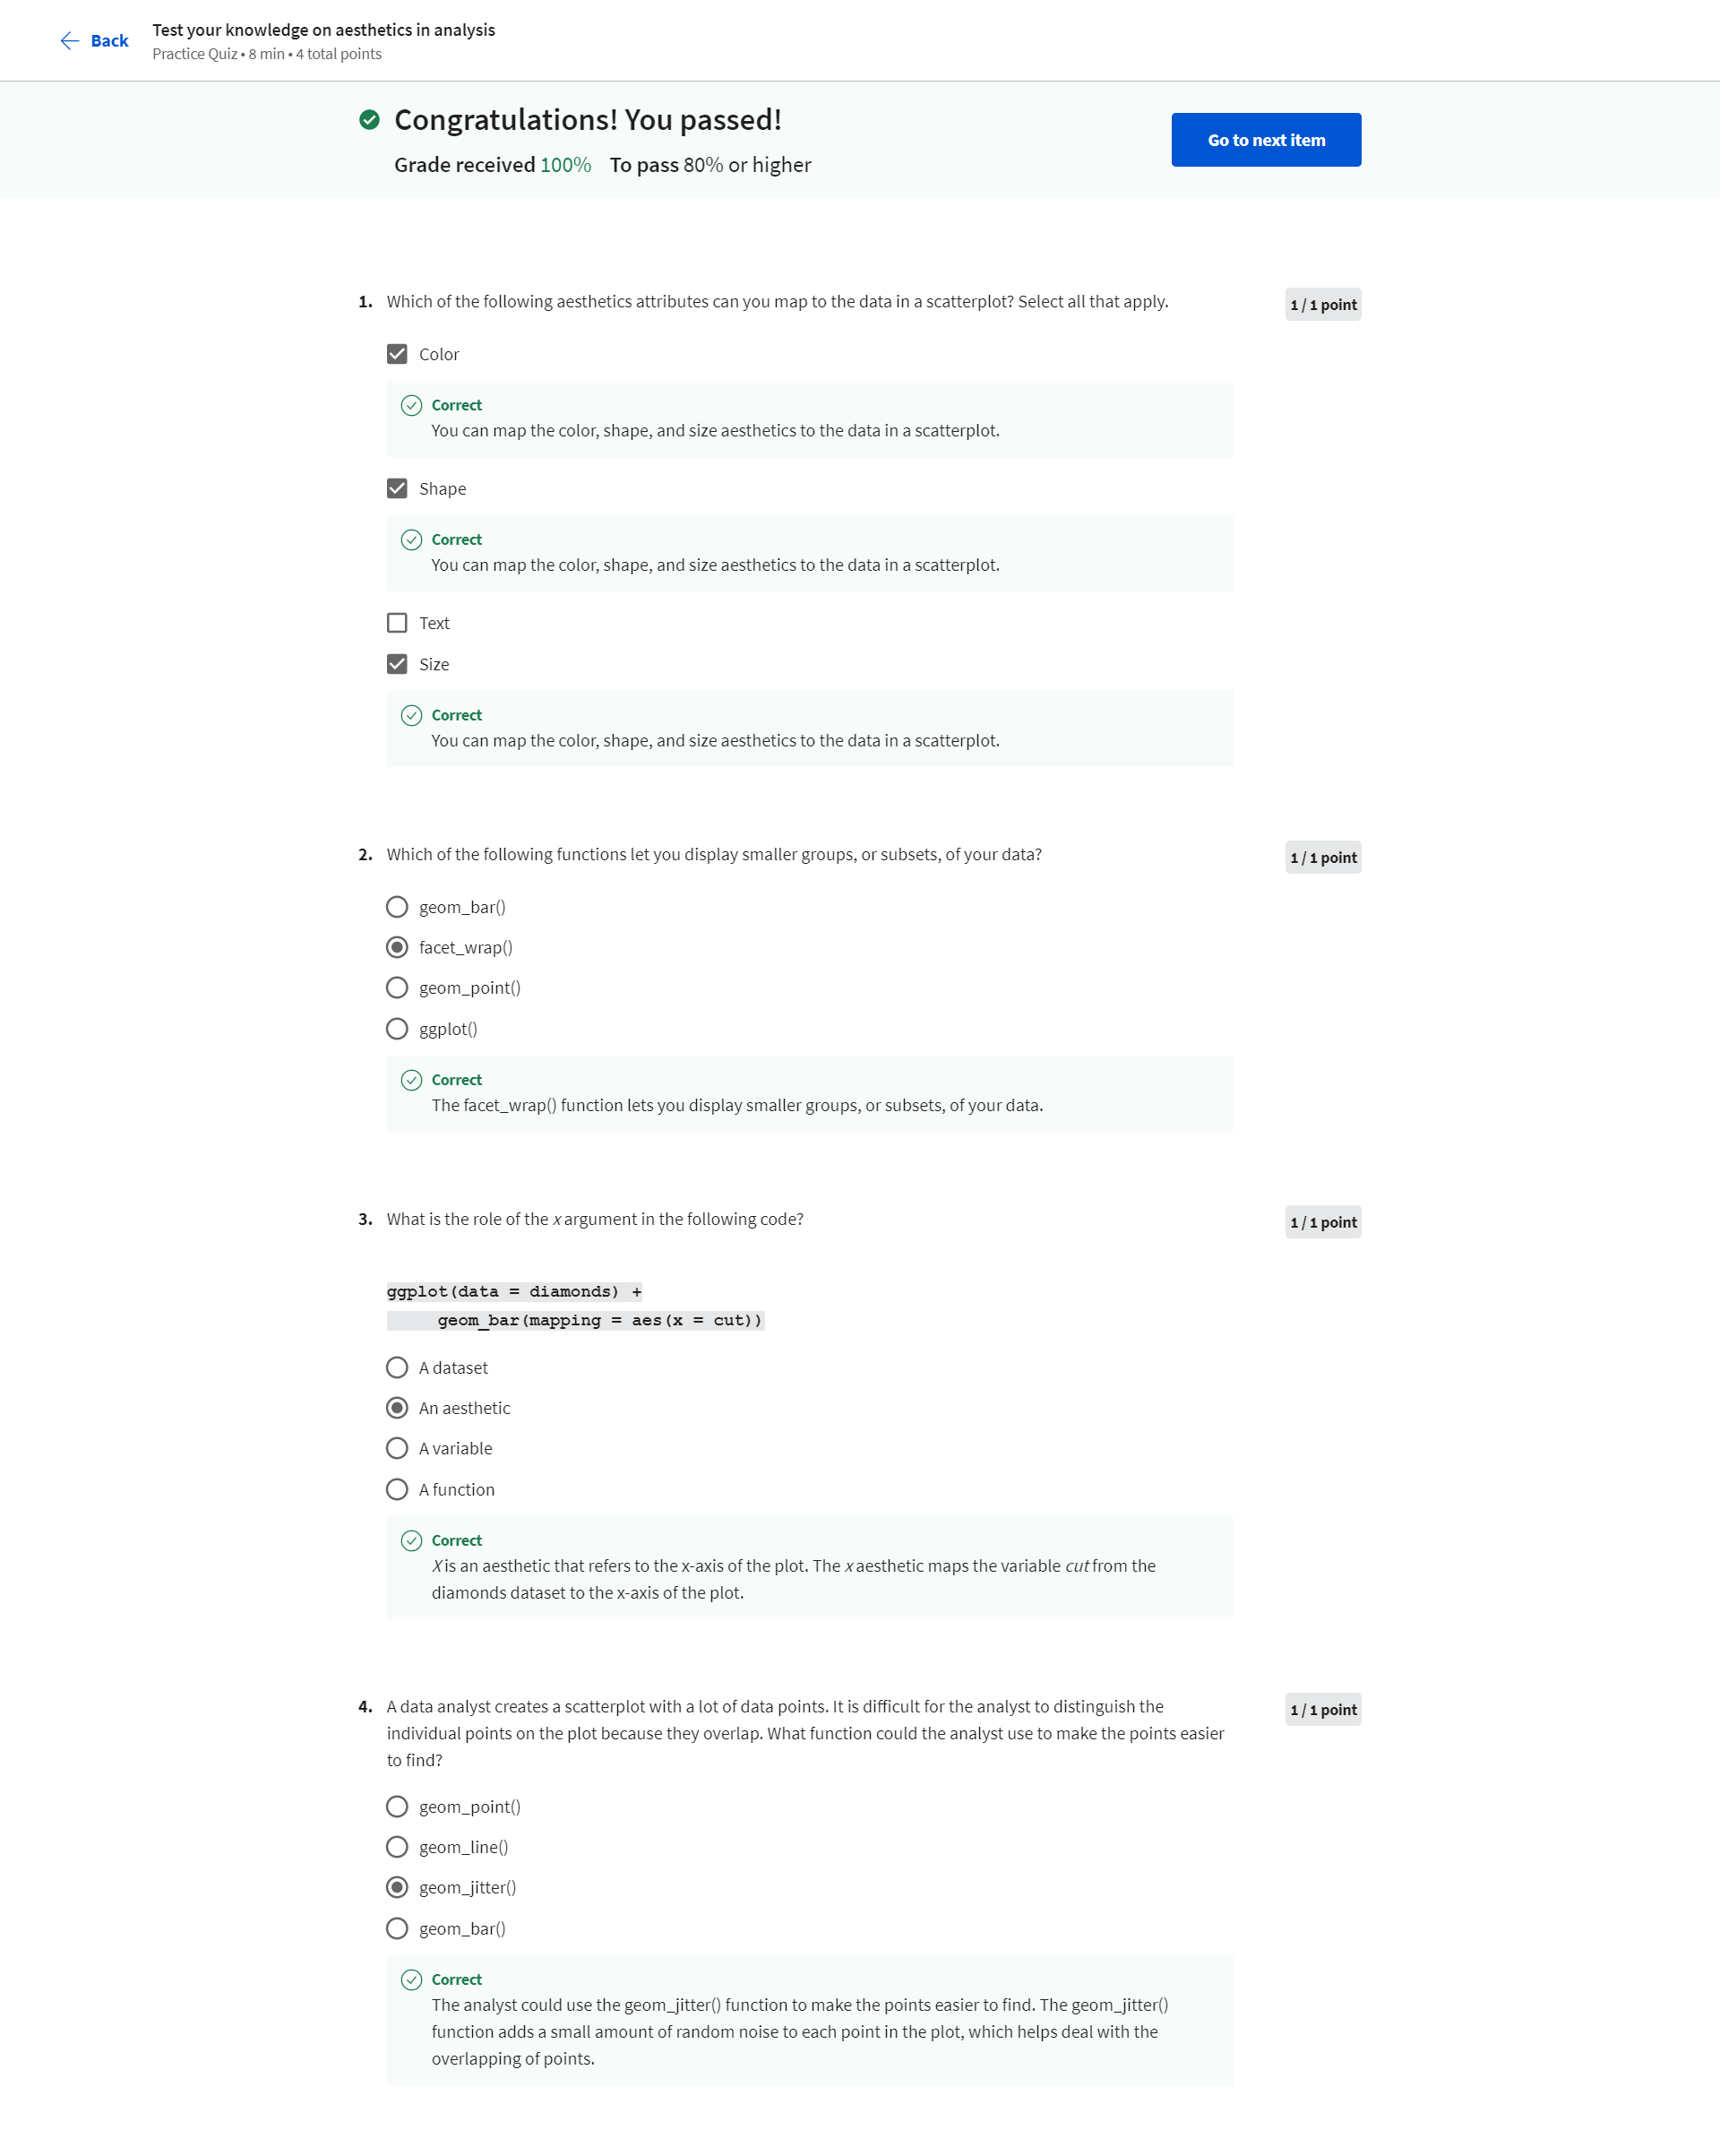 Back
Test your knowledge on aesthetics in analysis
Practice Quiz • 8 min • 4 total points
Congratulations! You passed!
Grade received 100% To pass 80% or higher
Go to next item
1. Which of the following aesthetics attributes can you map to the data in a scatterplot? Select all that apply.
1 / 1 point
Color
Correct
You can map the color, shape, and size aesthetics to the data in a scatterplot.
Shape
Correct
You can map the color, shape, and size aesthetics to the data in a scatterplot.
Text
Size
Correct
You can map the color, shape, and size aesthetics to the data in a scatterplot.
2. Which of the following functions let you display smaller groups, or subsets, of your data?
1 / 1 point
geom_bar()
facet_wrap()
geom_point()
ggplot()
Correct
The facet_wrap() function lets you display smaller groups, or subsets, of your data.
3. What is the role of the x argument in the following code?
1 / 1 point
ggplot(data = diamonds) +
geom_bar(mapping = aes(x = cut))
A dataset
An aesthetic
A variable
A function
Correct
X is an aesthetic that refers to the x-axis of the plot. The x aesthetic maps the variable cut from the
diamonds dataset to the x-axis of the plot.
4. A data analyst creates a scatterplot with a lot of data points. It is difficult for the analyst to distinguish the
individual points on the plot because they overlap. What function could the analyst use to make the points easier
to find?
1 / 1 point
geom_point()
geom_line()
geom_jitter()
geom_bar()
Correct
The analyst could use the geom_jitter() function to make the points easier to find. The geom_jitter()
function adds a small amount of random noise to each point in the plot, which helps deal with the
overlapping of points.